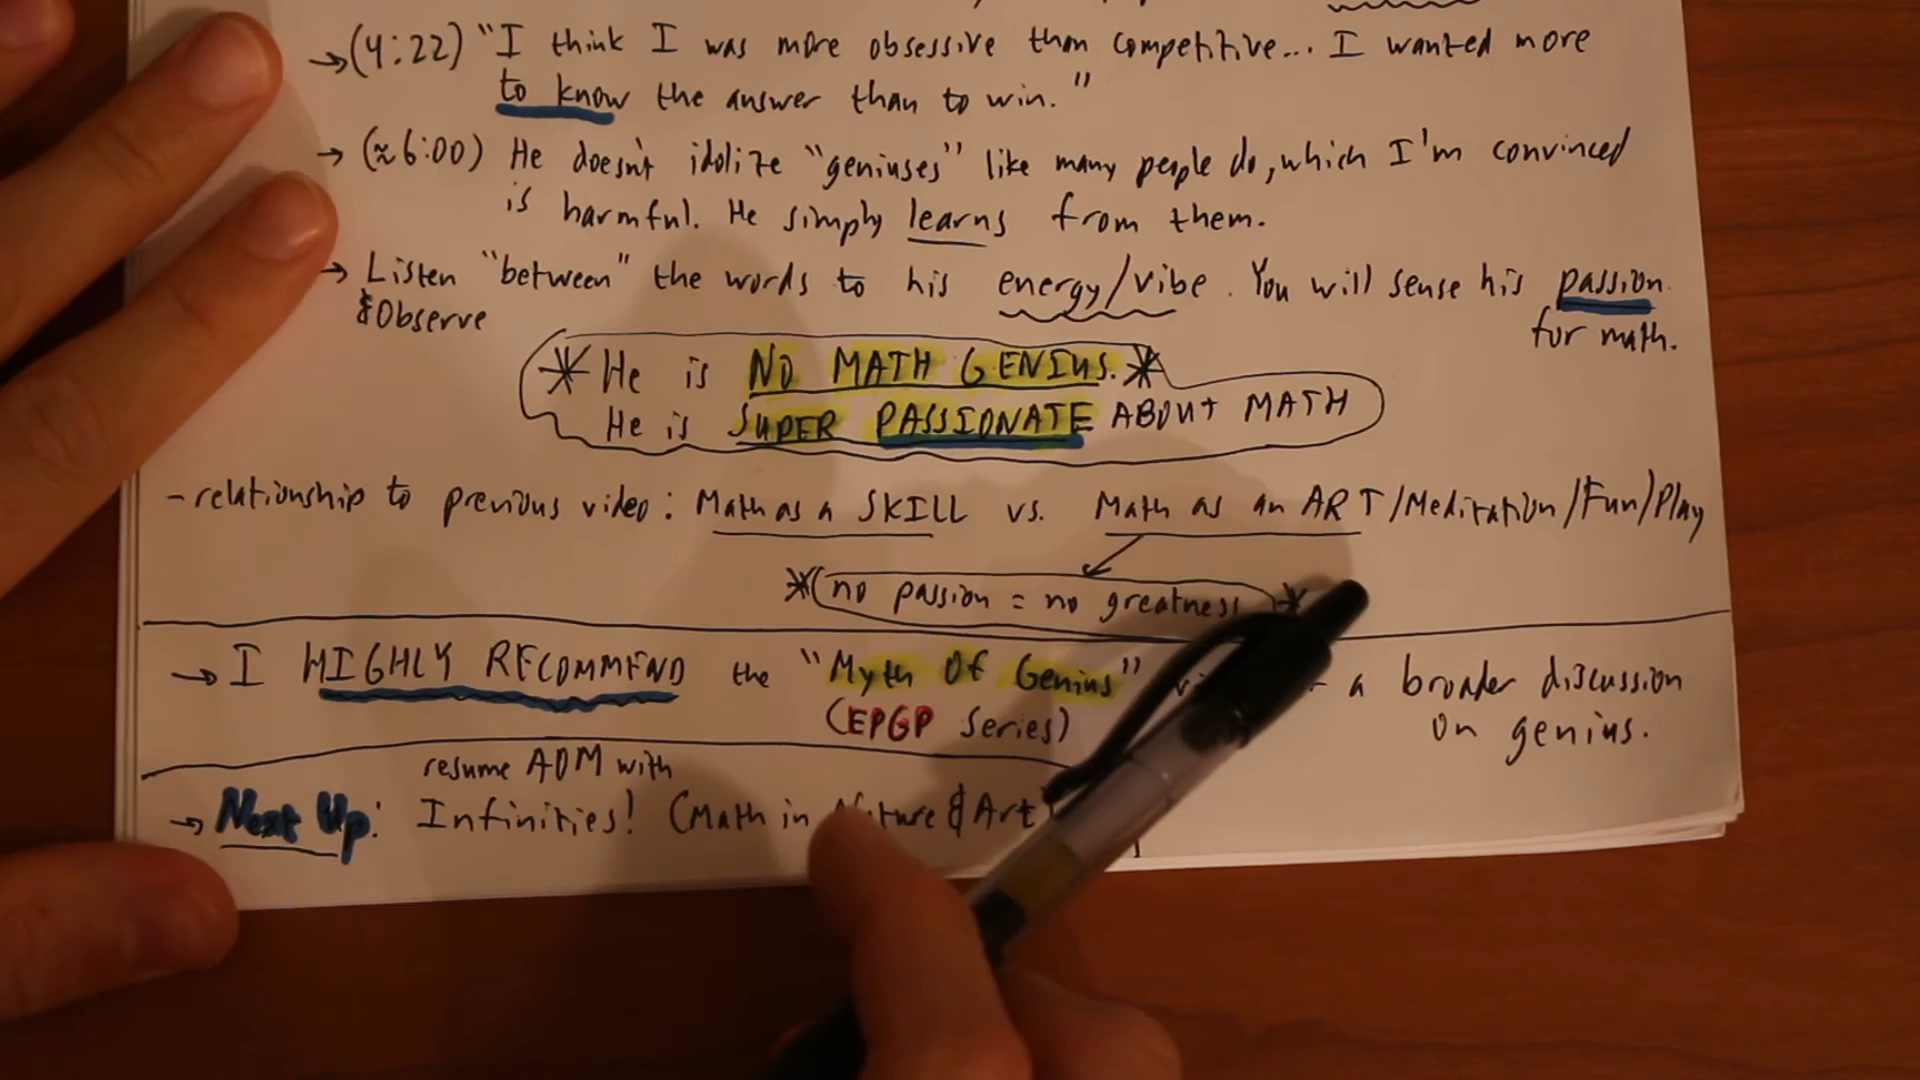 →(4:22) "I think I was more obsessive than competitive... I wanted more
to know the answer than to win."
→ (≈6:00) He doesn't idolize "geniuses" like many people do, which I'm convinced
is harmful. He simply learns from them.
→ Listen "between" the words to his energy/vibe. You will sense his passion
&Observe
for math.
* He is NO MATH GENIUS. *
He is SUPER PASSIONATE ABOUT MATH
- relationship to previous video: Math as a SKILL vs. Math as an ART/Meditation/Fun/Play
*(no passion = no greatness)*
→ I HIGHLY RECOMMEND the "Myth Of Genius" a broader discussion
(EPGP Series) on genius.
resume ADM with
→ Next Up: Infinities! (Math in Nature & Art)